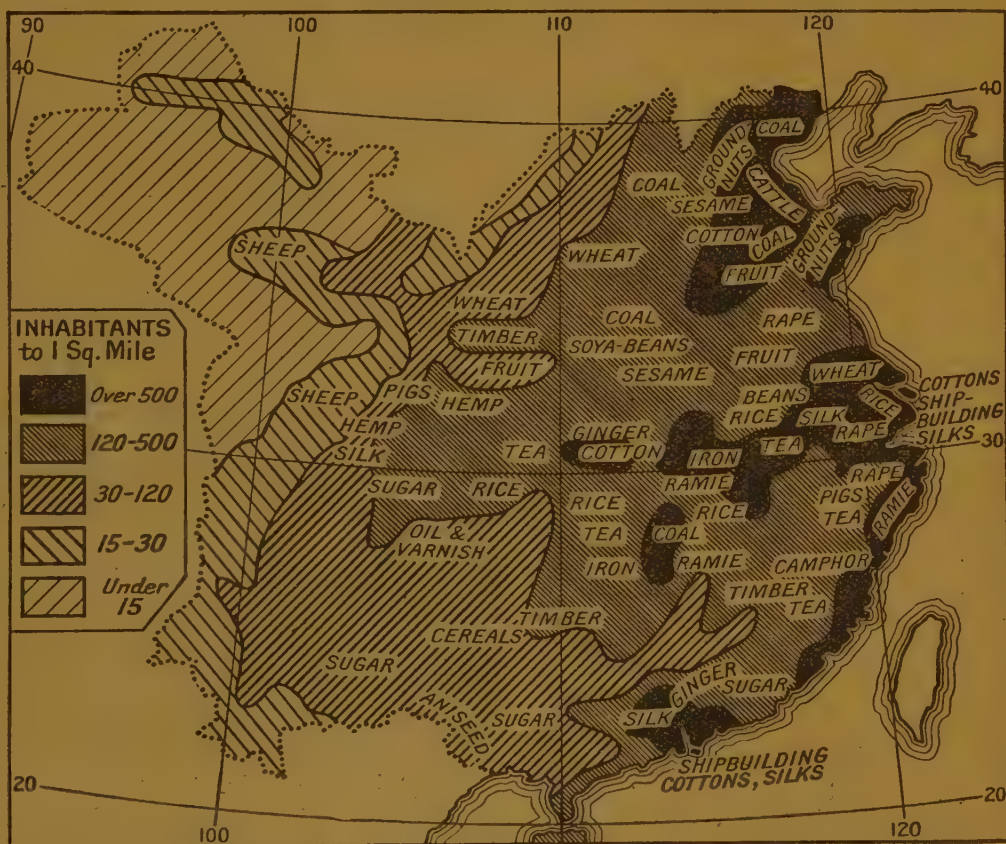 90
100
110
120
40
40
COAL
GROUND
NUTS
COAL
SESAME
CATTLE
COTTON
COAL
GROUND
NUTS
SHEEP
WHEAT
FRUIT
WHEAT
COAL
RAPE
INHABITANTS
to 1 Sq. Mile
Over 500
120-500
30-120
15-30
Under
15
TIMBER
SOYA-BEANS
FRUIT
FRUIT
SESAME
WHEAT
SHEEP
PIGS
HEMP
BEANS
RICE
RICE
SILK
RAPE
COTTONS
SHIP-
BUILDING
SILKS
HEMP
SILK
TEA
GINGER
COTTON
IRON
TEA
30
RAMIE
RAPE
PIGS
TEA
RAMIE
SUGAR
RICE
RICE
RICE
OIL &
VARNISH
TEA
COAL
IRON
RAMIE
CAMPHOR
TIMBER
TEA
TIMBER
CEREALS
SUGAR
GINGER
SUGAR
ANISEED
SUGAR
SILK
SHIPBUILDING
COTTONS, SILKS
20
20
100
120